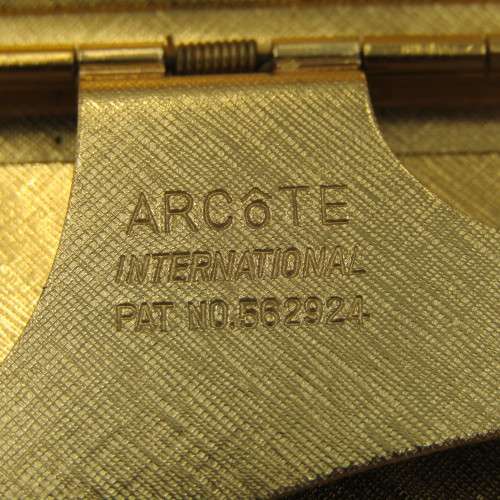 ARCôTE
INTERNATIONAL
PAT NO.562924